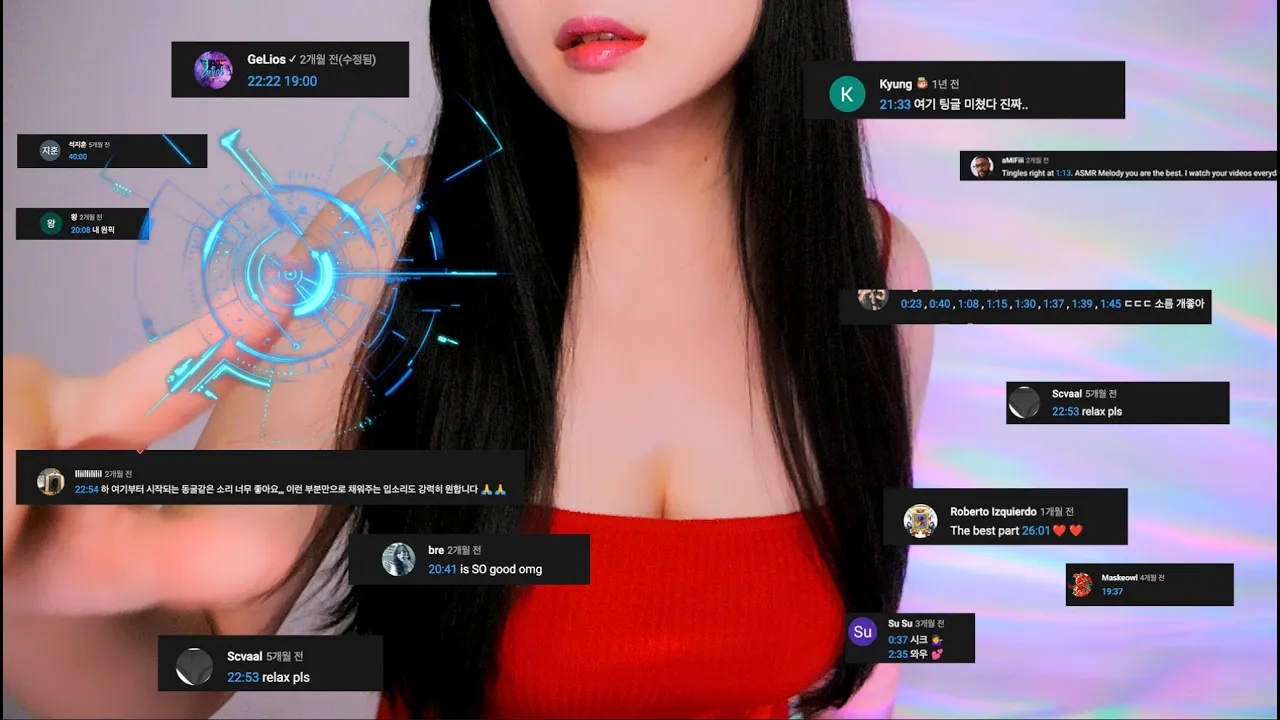 GeLios ✓ 2개월 전(수정됨)
22:22 19:00
K
Kyung 1년 전
21:33 여기 팅글 미쳤다 진짜..
지훈
석지훈 5개월 전
40:00
aMiFiii 2개월 전
Tingles right at 1:13. ASMR Melody you are the best. I watch your videos everyd
왕
왕 2개월 전
20:08 내 원픽
0:23 , 0:40 , 1:08 , 1:15 , 1:30 , 1:37 , 1:39 , 1:45 ㄷㄷㄷ 소름 개좋아
Scvaal 5개월 전
22:53 relax pls
2개월 전
22:54 하 여기부터 시작되는 동굴같은 소리 너무 좋아요,,, 이런 부분만으로 채워주는 입소리도 강력히 원합니다 🙏🙏
Roberto Izquierdo 1개월 전
The best part 26:01 ❤️ ❤️
bre 2개월 전
20:41 is SO good omg
Maskeowl 4개월 전
19:37
Su
Su Su 3개월 전
0:37 시크 💁‍♀️
2:35 와우 💕
Scvaal 5개월 전
22:53 relax pls